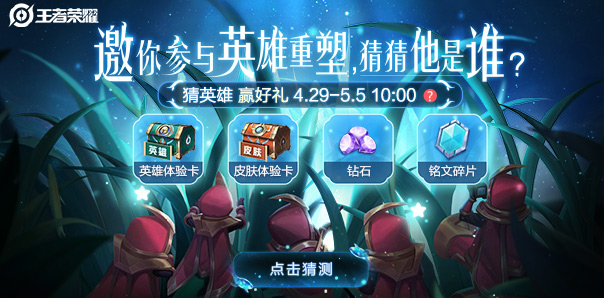 王者荣耀
邀你参与英雄重塑,猜猜他是谁?
猜英雄 赢好礼 4.29-5.5 10:00 ?
英雄
皮肤
英雄体验卡
皮肤体验卡
钻石
铭文碎片
点击猜测